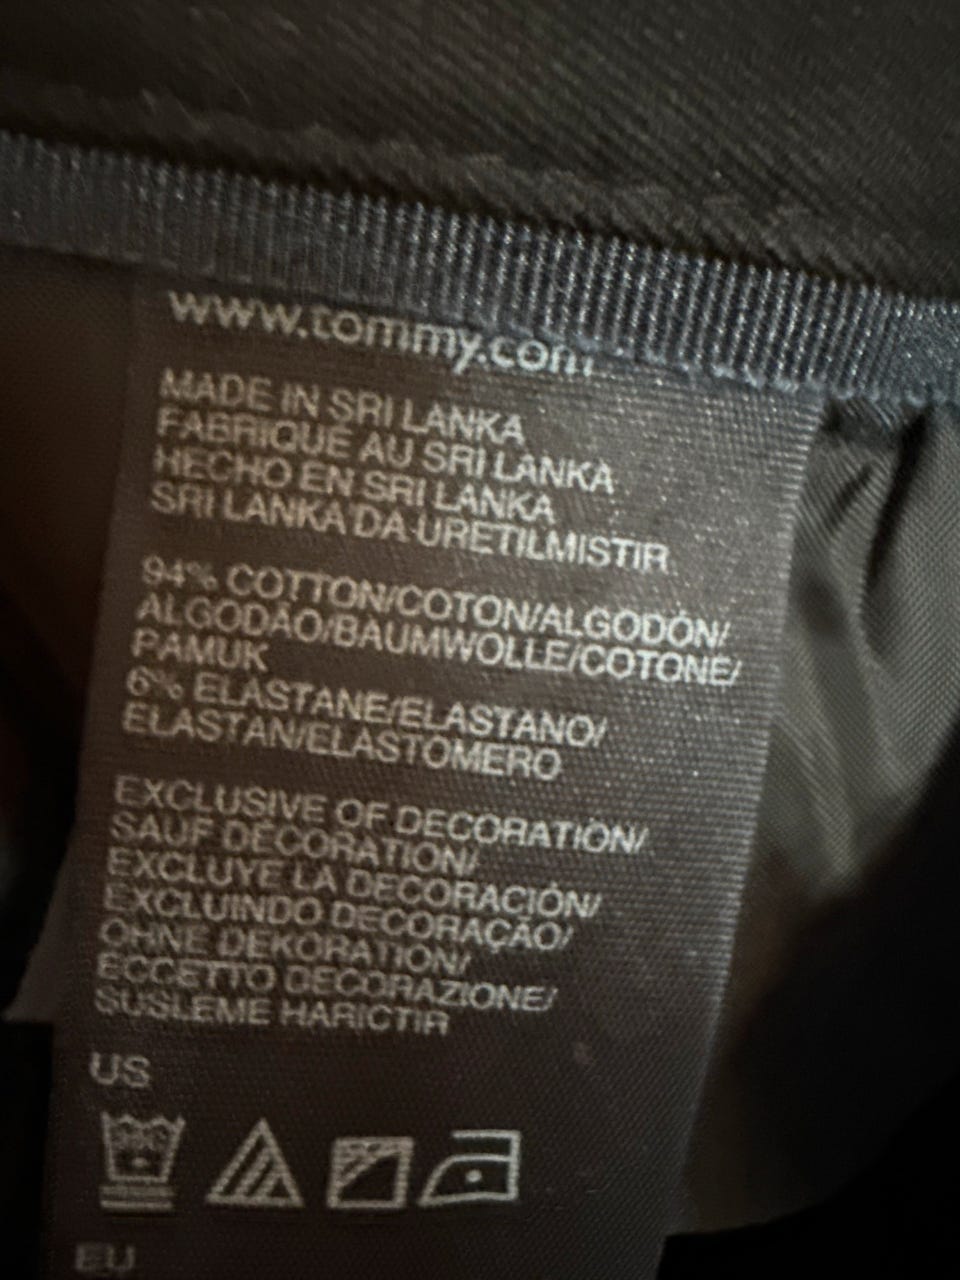 www.tommy.com
MADE IN SRI LANKA
FABRIQUÉ AU SRI LANKA
HECHO EN SRI LANKA
SRI LANKA'DA URETILMISTIR
94% COTTON/COTON/ALGODÓN/
ALGODÃO/BAUMWOLLE/COTONE/
PAMUK
6% ELASTANE/ELASTANO/
ELASTAN/ELASTOMERO
EXCLUSIVE OF DECORATION/
SAUF DÉCORATION/
EXCLUYE LA DECORACIÓN/
EXCLUINDO DECORAÇÃO/
OHNE DEKORATION/
ECCETTO DECORAZIONE/
SUSLEME HARICTIR
US
EU